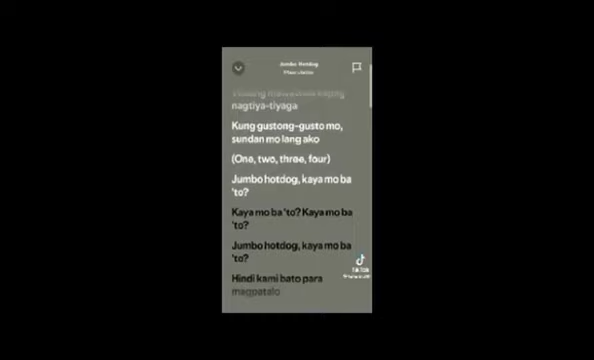 Jumbo Hotdog
nagtiya-tiyaga
Kung gustong-gusto mo,
sundan mo lang ako
(One, two, three, four)
Jumbo hotdog, kaya mo ba
'to?
Kaya mo ba 'to? Kaya mo ba
'to?
Jumbo hotdog, kaya mo ba
'to?
Hindi kami bato para
magpatalo
TikTok